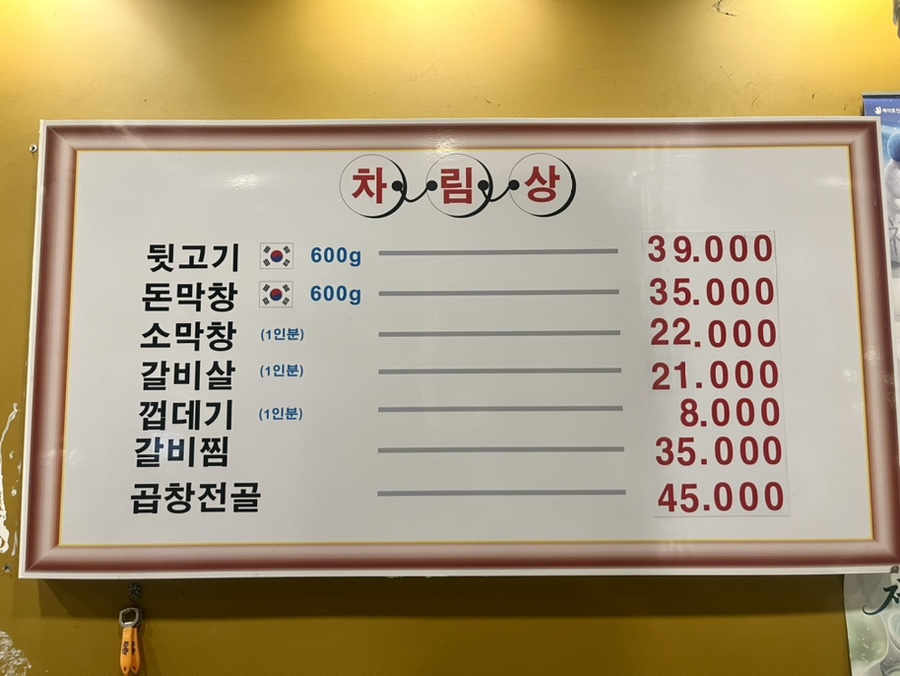 차림상
뒷고기 600g 39.000
돈막창 600g 35.000
소막창 (1인분) 22.000
갈비살 (1인분) 21.000
껍데기 (1인분) 8.000
갈비찜 35.000
곱창전골 45.000